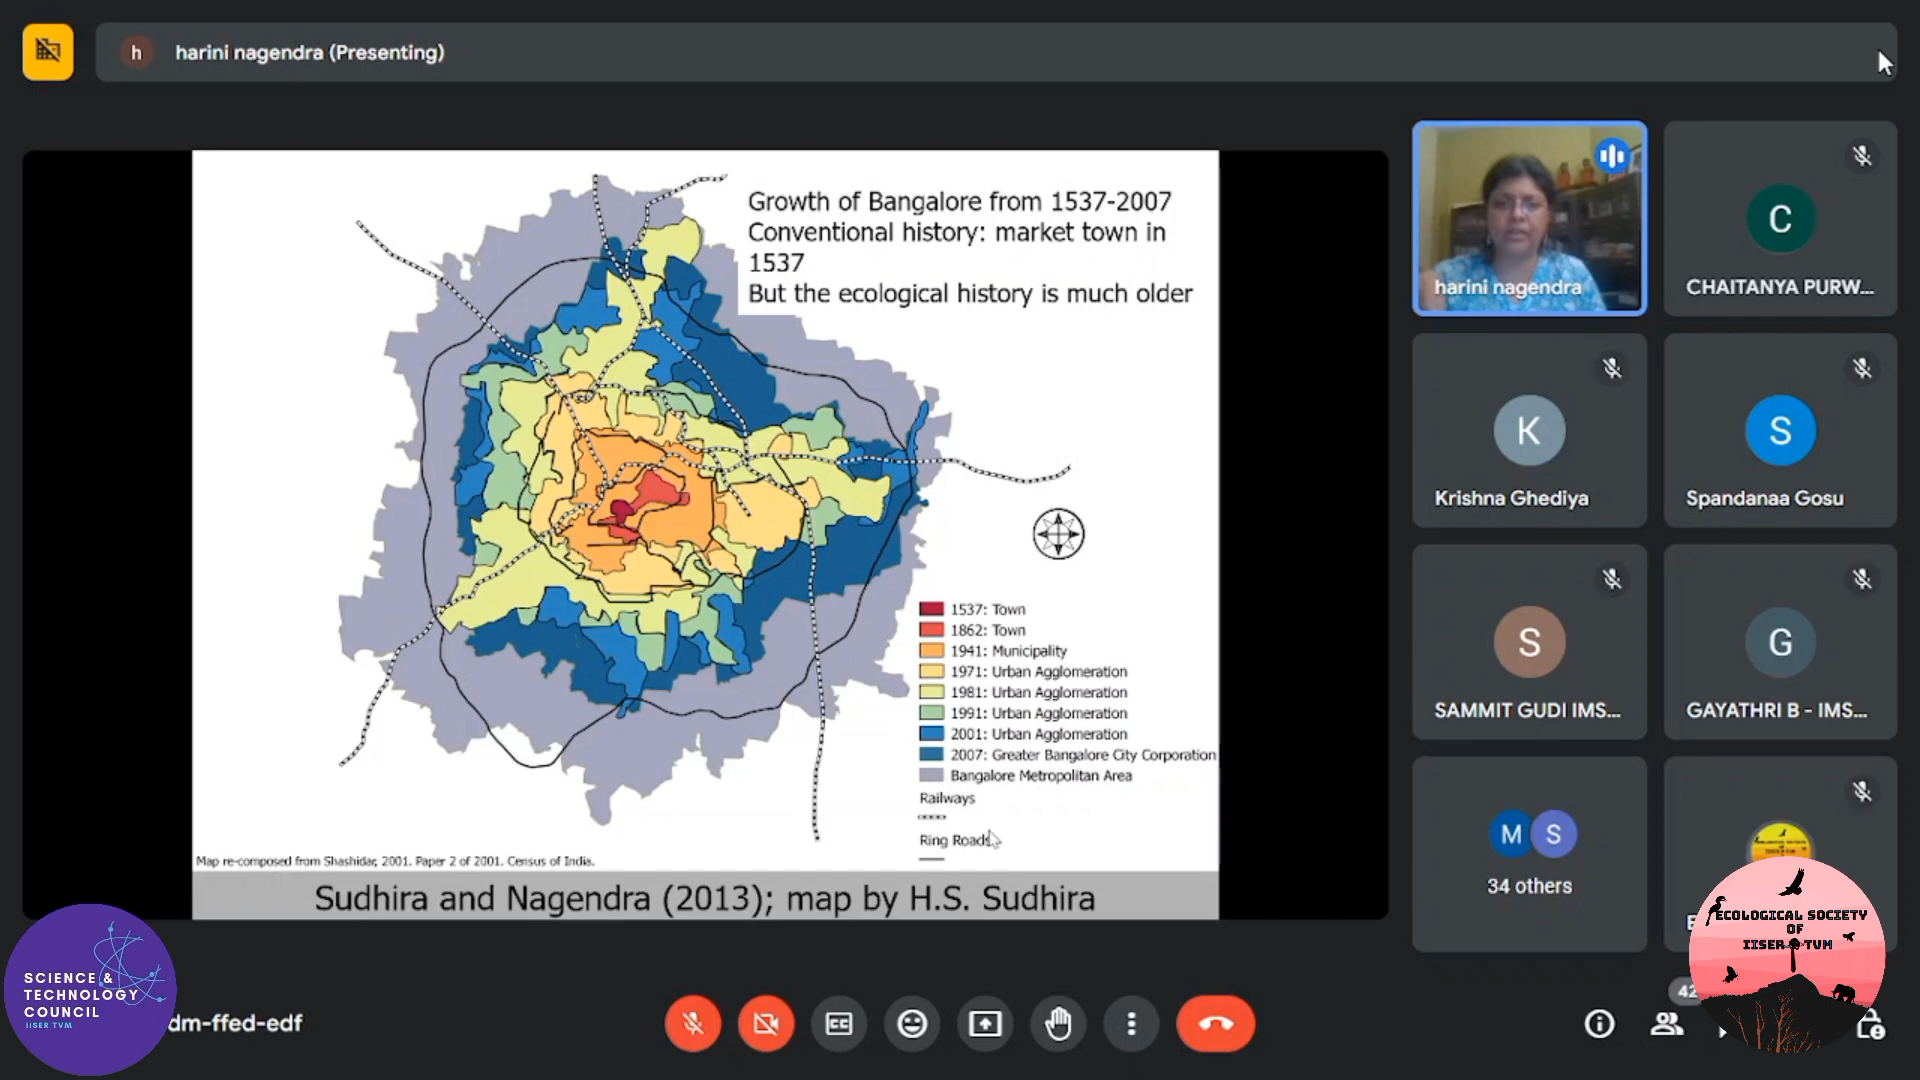 h
harini nagendra (Presenting)
Growth of Bangalore from 1537-2007
Conventional history: market town in
1537
But the ecological history is much older
1537: Town
1862: Town
1941: Municipality
1971: Urban Agglomeration
1981: Urban Agglomeration
1991: Urban Agglomeration
2001: Urban Agglomeration
2007: Greater Bangalore City Corporation
Bangalore Metropolitan Area
Railways
Ring Roads
Map re-composed from Shashidar, 2001. Paper 2 of 2001. Census of India.
Sudhira and Nagendra (2013); map by H.S. Sudhira
harini nagendra
C
CHAITANYA PURW...
K
Krishna Ghediya
S
Spandanaa Gosu
S
SAMMIT GUDI IMS...
G
GAYATHRI B - IMS...
M S
34 others
ECOLOGICAL SOCIETY
OF
IISER TVM
SCIENCE &
TECHNOLOGY
COUNCIL
IISER TVM
dm-ffed-edf
CC
42